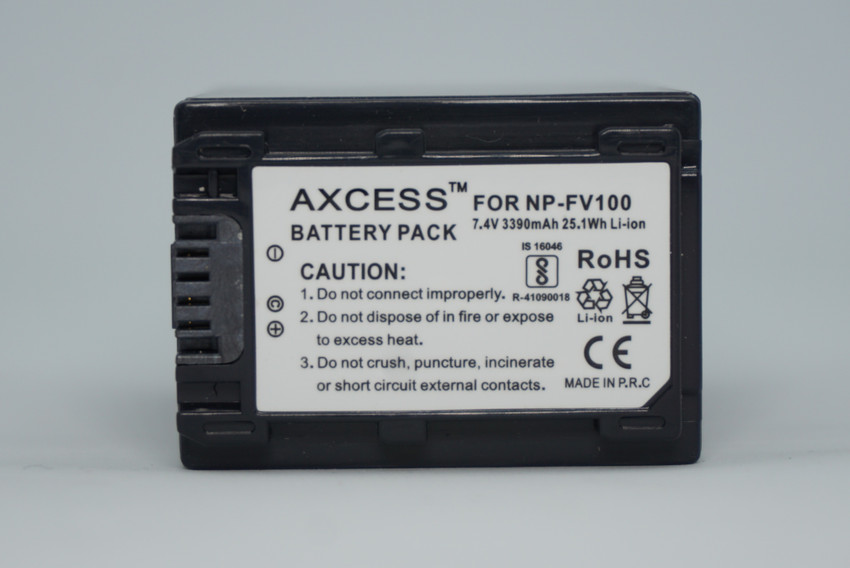 AXCESS™
FOR NP-FV100
7.4V 3390mAh 25.1Wh Li-ion
BATTERY PACK
IS 16046
R-41090018
RoHS
Li-ion
CAUTION:
1. Do not connect improperly.
2. Do not dispose of in fire or expose
to excess heat.
3. Do not crush, puncture, incinerate
or short circuit external contacts.
CE
MADE IN P.R.C